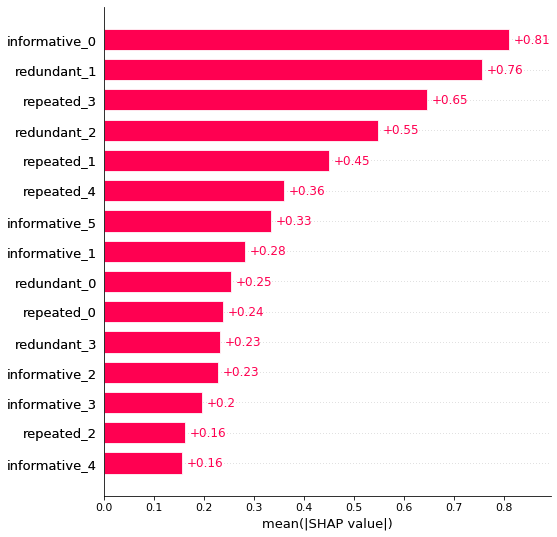 informative_0 +0.81
redundant_1 +0.76
repeated_3 +0.65
redundant_2 +0.55
repeated_1 +0.45
repeated_4 +0.36
informative_5 +0.33
informative_1 +0.28
redundant_0 +0.25
repeated_0 +0.24
redundant_3 +0.23
informative_2 +0.23
informative_3 +0.2
repeated_2 +0.16
informative_4 +0.16
0.0 0.1 0.2 0.3 0.4 0.5 0.6 0.7 0.8
mean(|SHAP value|)